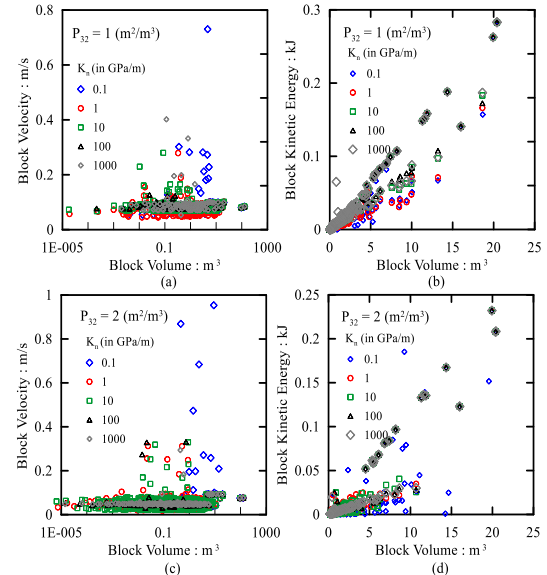 0.8
0.6
0.4
0.2
0
Block Velocity : m/s
P32 = 1 (m²/m³)
Kn (in GPa/m)
0.1
1
10
100
1000
1E-005 0.1 1000
Block Volume : m³
(a)
0.3
0.2
0.1
0
Block Kinetic Energy : kJ
P32 = 1 (m²/m³)
Kn (in GPa/m)
0.1
1
10
100
1000
0 5 10 15 20 25
Block Volume : m³
(b)
1
0.8
0.6
0.4
0.2
0
Block Velocity : m/s
P32 = 2 (m²/m³)
Kn (in GPa/m)
0.1
1
10
100
1000
1E-005 0.1 1000
Block Volume : m³
(c)
0.25
0.2
0.15
0.1
0.05
0
Block Kinetic Energy : kJ
P32 = 2 (m²/m³)
Kn (in GPa/m)
0.1
1
10
100
1000
0 5 10 15 20 25
Block Volume : m³
(d)